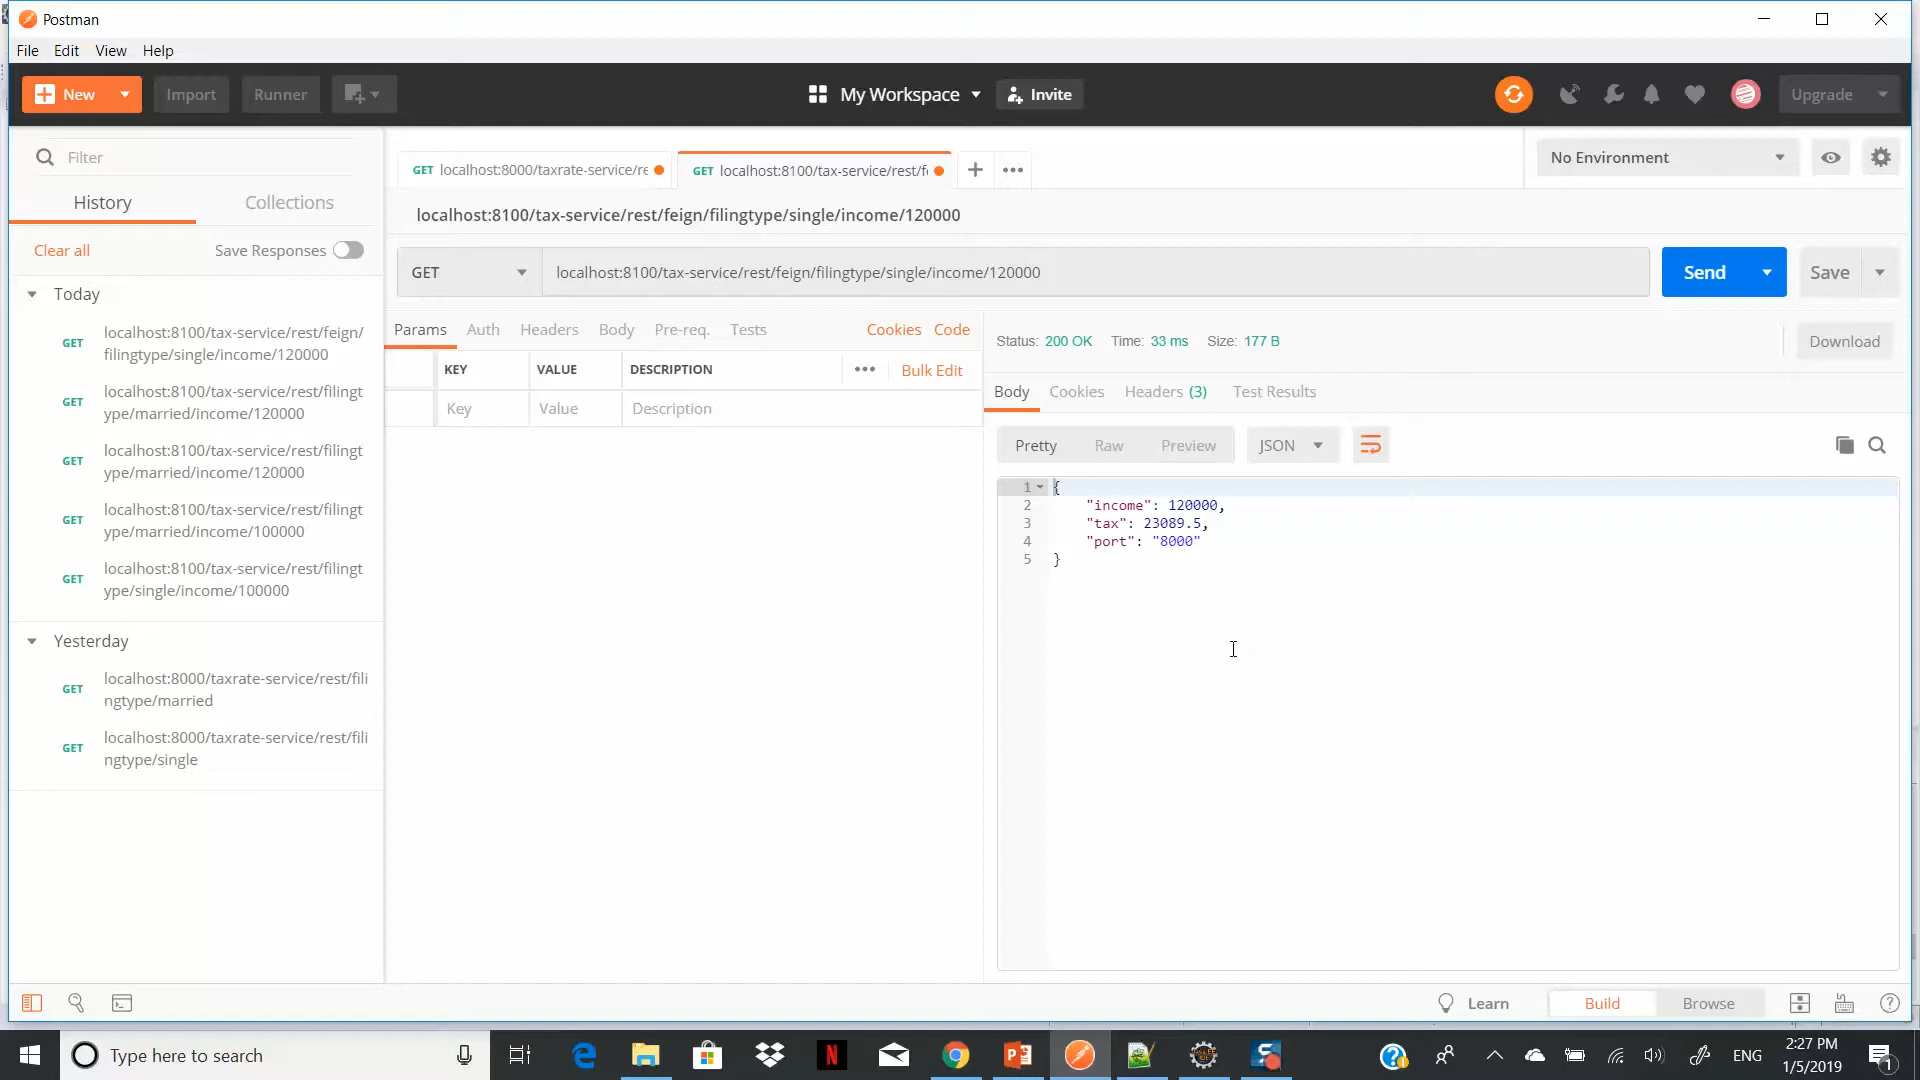 Postman
File Edit View Help
New Import Runner My Workspace Invite Upgrade
Filter
History Collections
Clear all Save Responses
Today
GET localhost:8100/tax-service/rest/feign/
filingtype/single/income/120000
GET localhost:8100/tax-service/rest/filingt
ype/married/income/120000
GET localhost:8100/tax-service/rest/filingt
ype/married/income/120000
GET localhost:8100/tax-service/rest/filingt
ype/married/income/100000
GET localhost:8100/tax-service/rest/filingt
ype/single/income/100000
Yesterday
GET localhost:8000/taxrate-service/rest/fili
ngtype/married
GET localhost:8000/taxrate-service/rest/fili
ngtype/single
GET localhost:8000/taxrate-service/re GET localhost:8100/tax-service/rest/f
No Environment
localhost:8100/tax-service/rest/feign/filingtype/single/income/120000
GET localhost:8100/tax-service/rest/feign/filingtype/single/income/120000 Send Save
Params Auth Headers Body Pre-req. Tests Cookies Code
KEY VALUE DESCRIPTION Bulk Edit
Key Value Description
Status: 200 OK Time: 33 ms Size: 177 B Download
Body Cookies Headers (3) Test Results
Pretty Raw Preview JSON
1 {
2 "income": 120000,
3 "tax": 23089.5,
4 "port": "8000"
5 }
Learn Build Browse
Type here to search
ENG
2:27 PM
1/5/2019
1